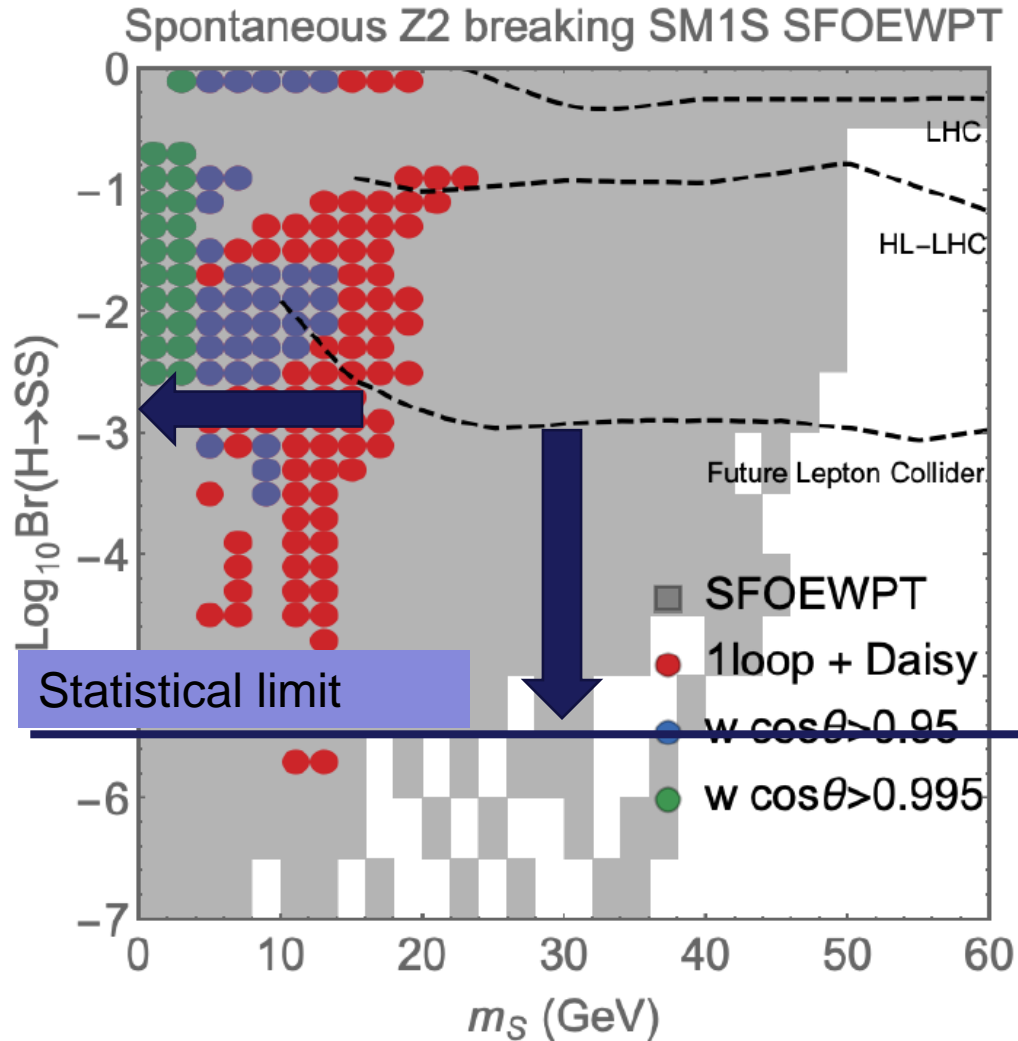 Spontaneous Z2 breaking SM1S SFOEWPT
0
−1
−2
−3
−4
−6
−7
Log₁₀Br(H→SS)
LHC
HL−LHC
Future Lepton Collider
SFOEWPT
1loop + Daisy
Statistical limit
w cosθ>0.95
w cosθ>0.995
0 10 20 30 40 50 60
m_S (GeV)